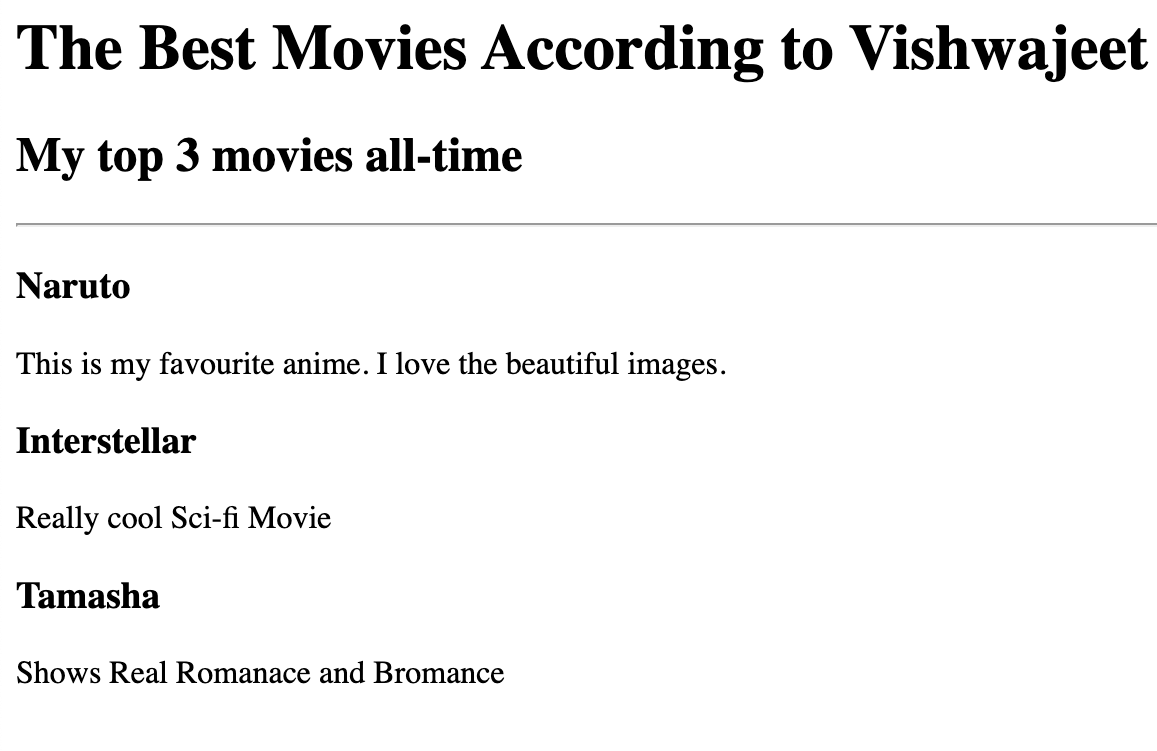 The Best Movies According to Vishwajeet
My top 3 movies all-time
Naruto
This is my favourite anime. I love the beautiful images.
Interstellar
Really cool Sci-fi Movie
Tamasha
Shows Real Romanace and Bromance